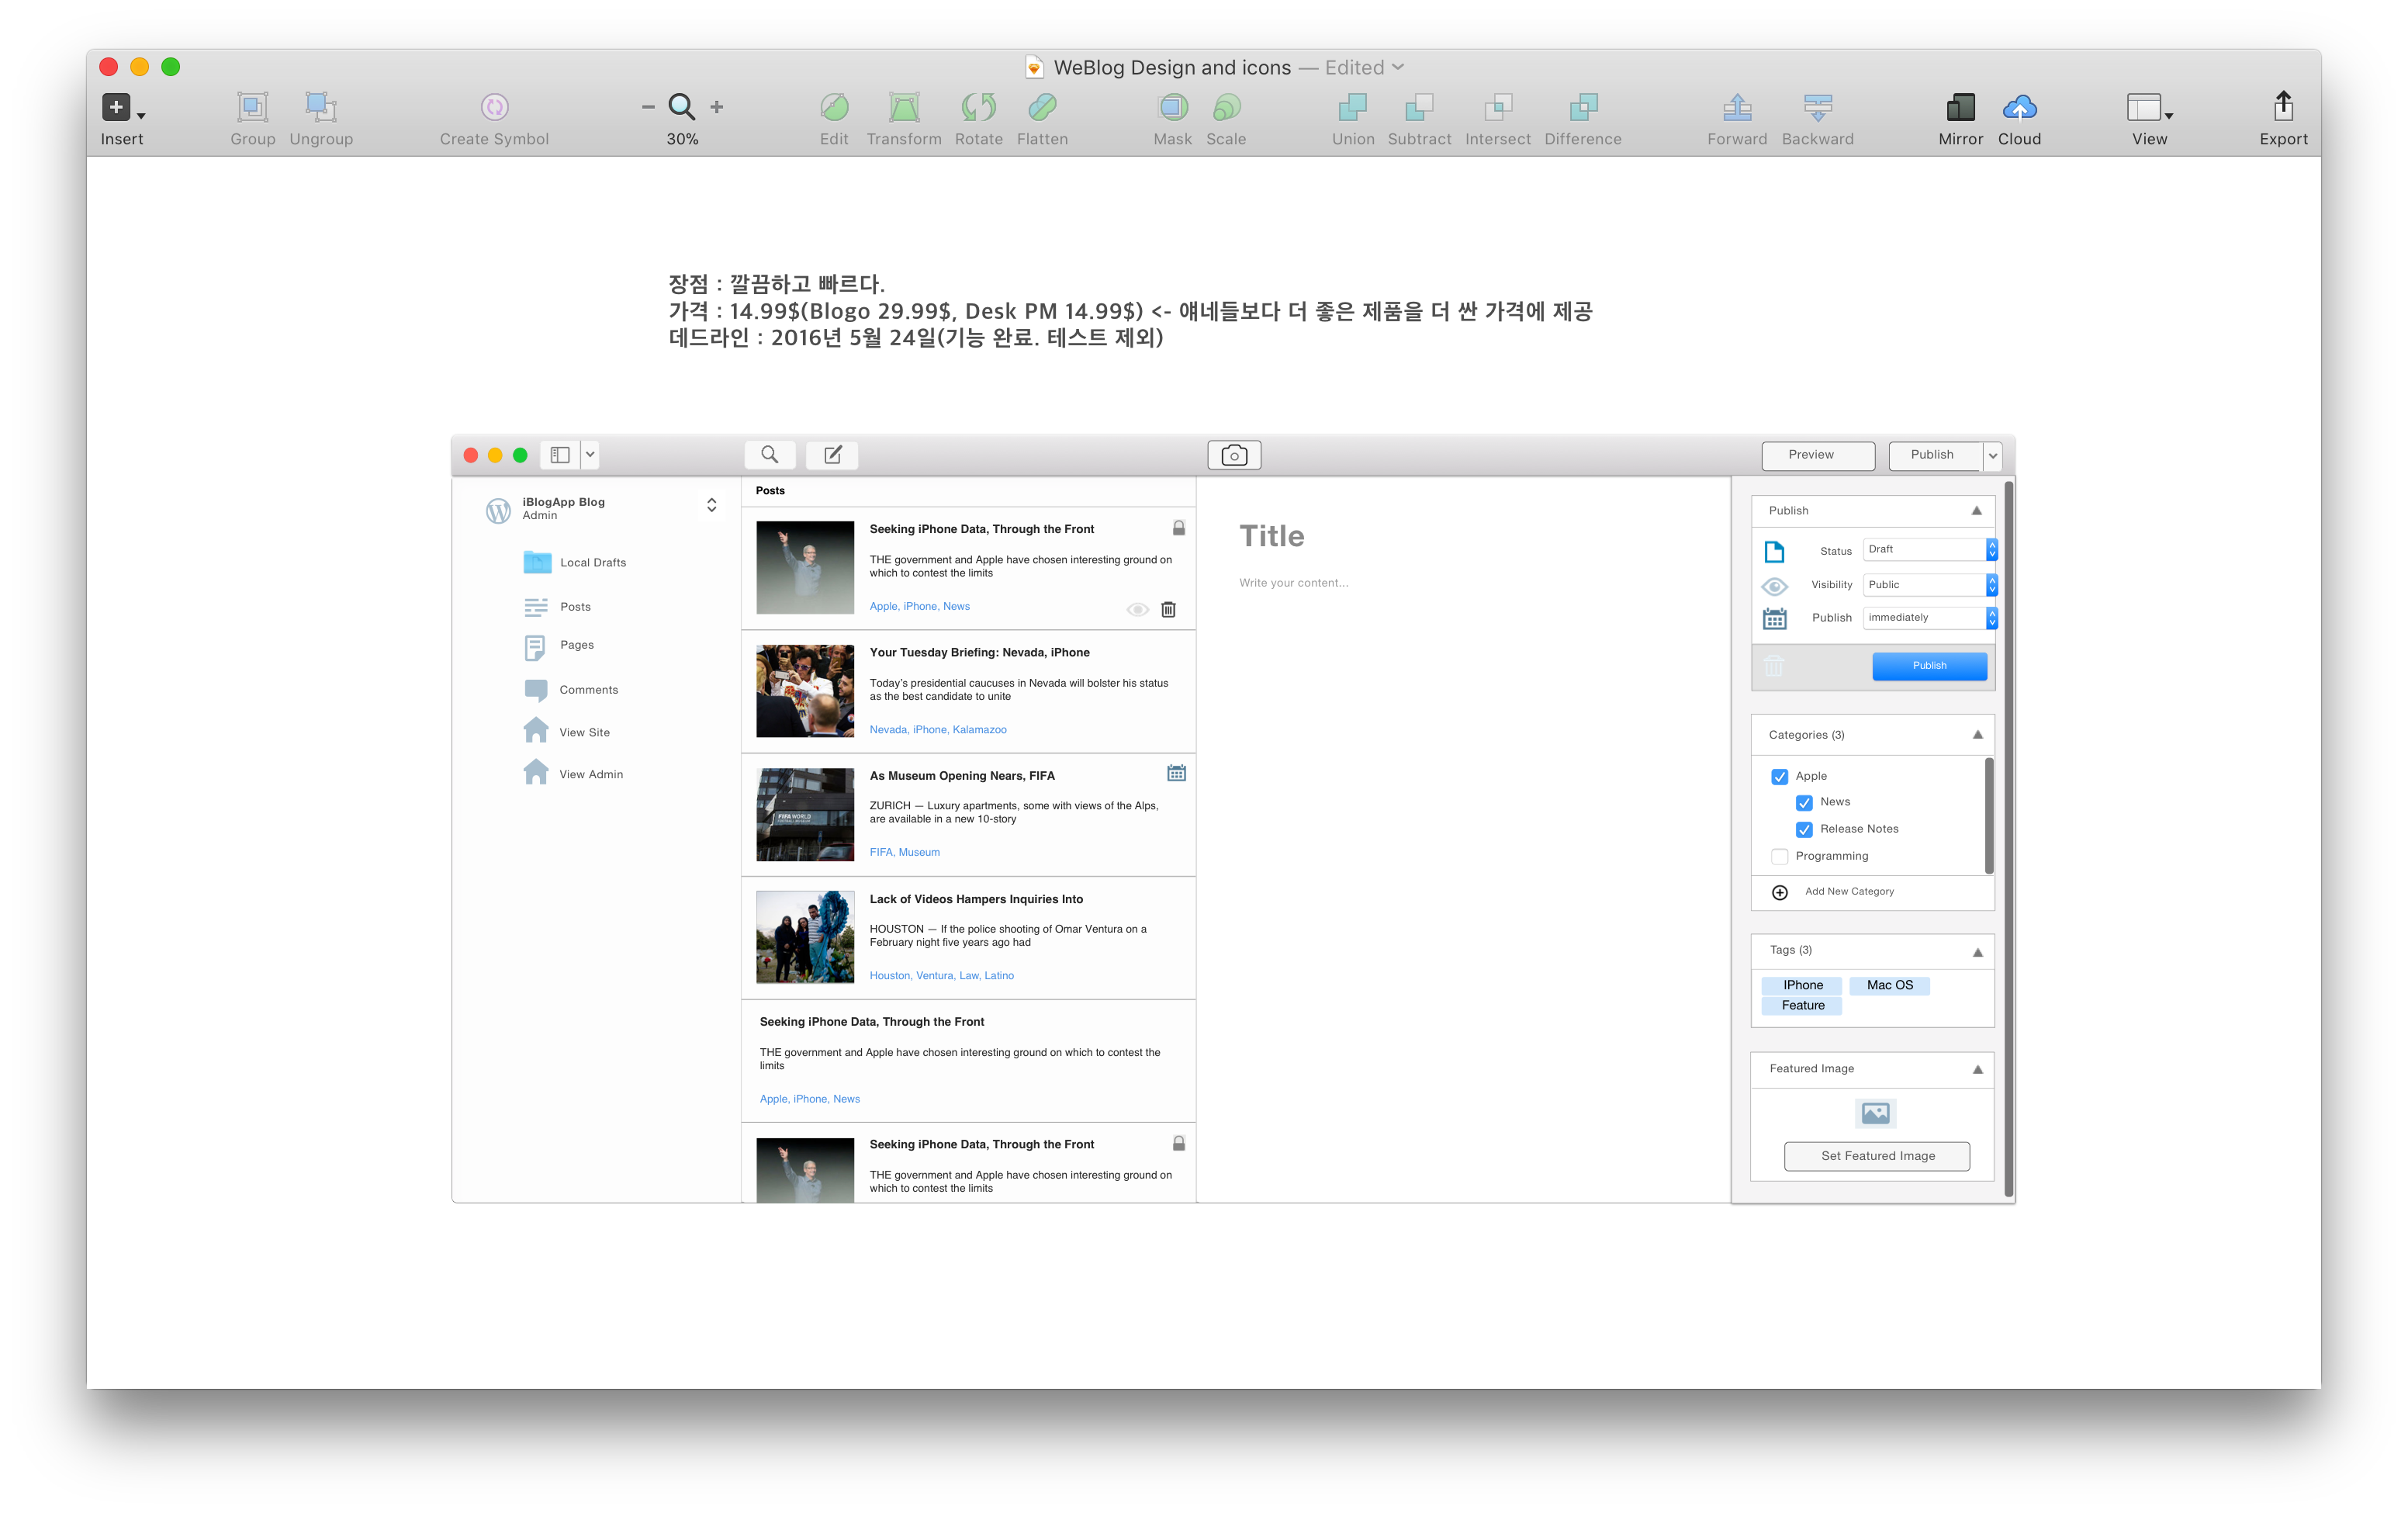 WeBlog Design and icons — Edited
Insert
Group
Ungroup
Create Symbol
30%
Edit
Transform
Rotate
Flatten
Mask
Scale
Union
Subtract
Intersect
Difference
Forward
Backward
Mirror
Cloud
View
Export
장점 : 깔끔하고 빠르다.
가격 : 14.99$(Blogo 29.99$, Desk PM 14.99$) <- 얘네들보다 더 좋은 제품을 더 싼 가격에 제공
데드라인 : 2016년 5월 24일(기능 완료. 테스트 제외)
Preview
Publish
iBlogApp Blog
Admin
Local Drafts
Posts
Pages
Comments
View Site
View Admin
Posts
Seeking iPhone Data, Through the Front
THE government and Apple have chosen interesting ground on
which to contest the limits
Apple, iPhone, News
Your Tuesday Briefing: Nevada, iPhone
Today's presidential caucuses in Nevada will bolster his status
as the best candidate to unite
Nevada, iPhone, Kalamazoo
As Museum Opening Nears, FIFA
ZURICH — Luxury apartments, some with views of the Alps,
are available in a new 10-story
FIFA, Museum
FIFA WORLD
Lack of Videos Hampers Inquiries Into
HOUSTON — If the police shooting of Omar Ventura on a
February night five years ago had
Houston, Ventura, Law, Latino
Seeking iPhone Data, Through the Front
THE government and Apple have chosen interesting ground on which to contest the
limits
Apple, iPhone, News
Seeking iPhone Data, Through the Front
THE government and Apple have chosen interesting ground on
which to contest the limits
Title
Write your content...
Publish
Status
Draft
Visibility
Public
Publish
immediately
Publish
Categories (3)
Apple
News
Release Notes
Programming
Add New Category
Tags (3)
IPhone
Mac OS
Feature
Featured Image
Set Featured Image